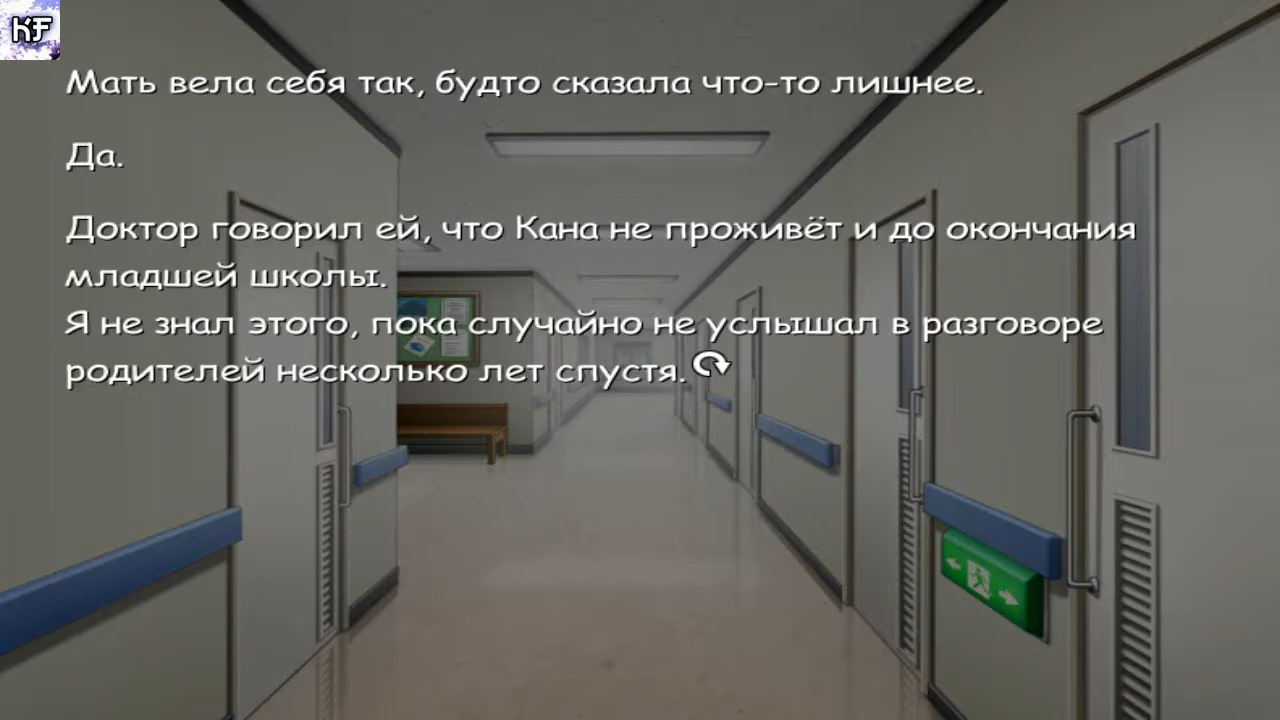 KF
Мать вела себя так, будто сказала что-то лишнее.
Да.
Доктор говорил ей, что Кана не проживёт и до окончания
младшей школы.
Я не знал этого, пока случайно не услышал в разговоре
родителей несколько лет спустя.